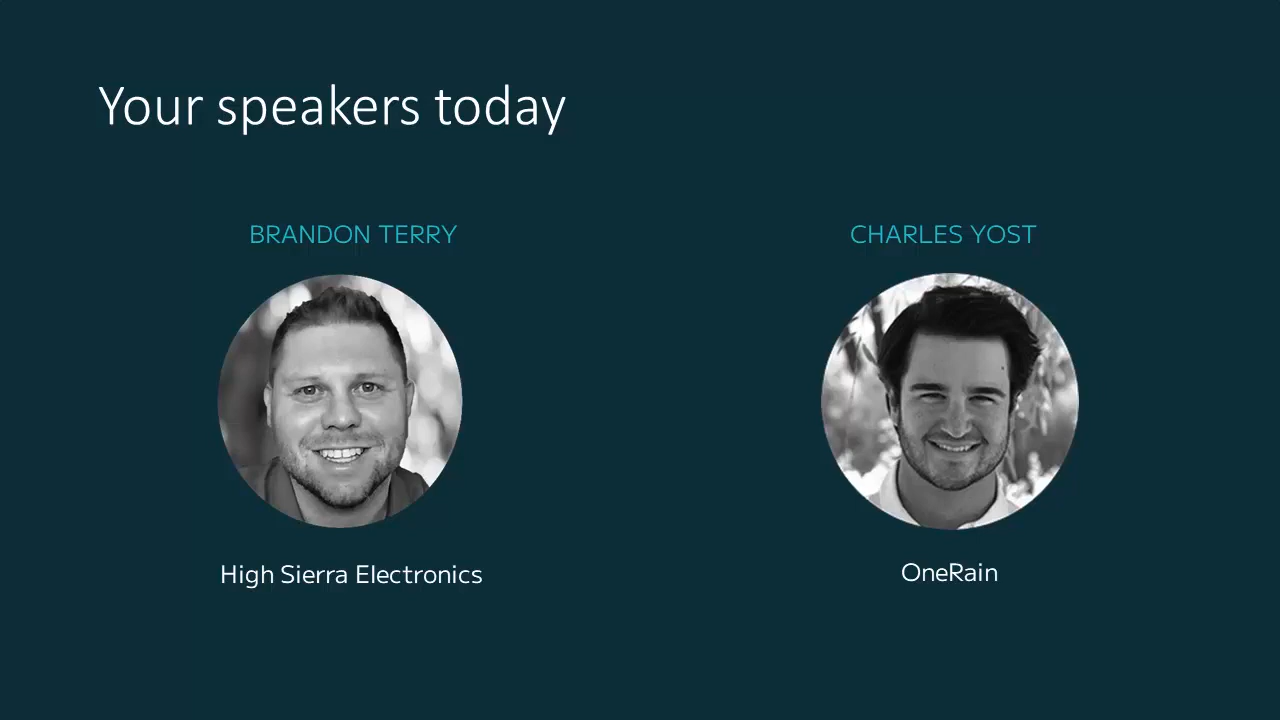 Your speakers today
BRANDON TERRY
CHARLES YOST
High Sierra Electronics
OneRain